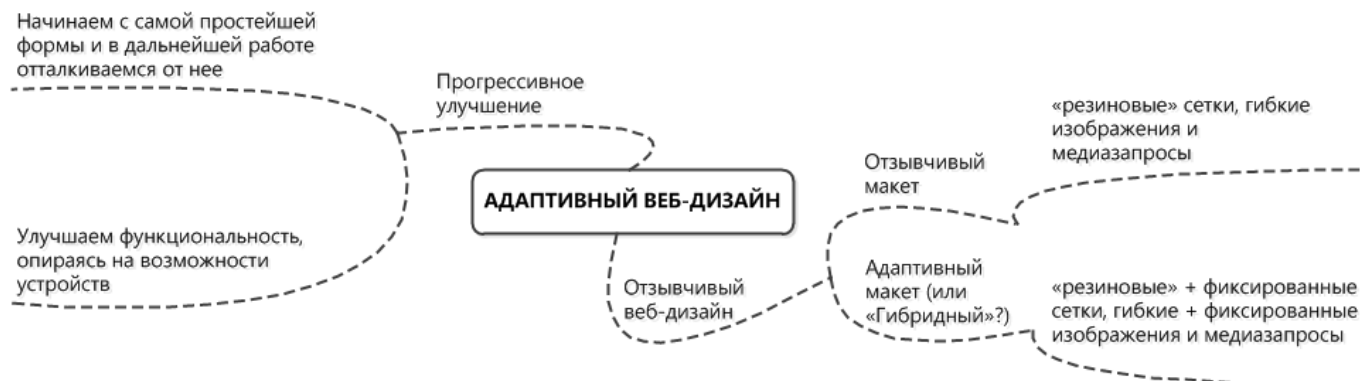 Начинаем с самой простейшей
формы и в дальнейшей работе
отталкиваемся от нее
Прогрессивное
улучшение
Улучшаем функциональность,
опираясь на возможности
устройств
АДАПТИВНЫЙ ВЕБ-ДИЗАЙН
Отзывчивый
веб-дизайн
Отзывчивый
макет
«резиновые» сетки, гибкие
изображения и
медиазапросы
Адаптивный
макет (или
«Гибридный»?)
«резиновые» + фиксированные
сетки, гибкие + фиксированные
изображения и медиазапросы